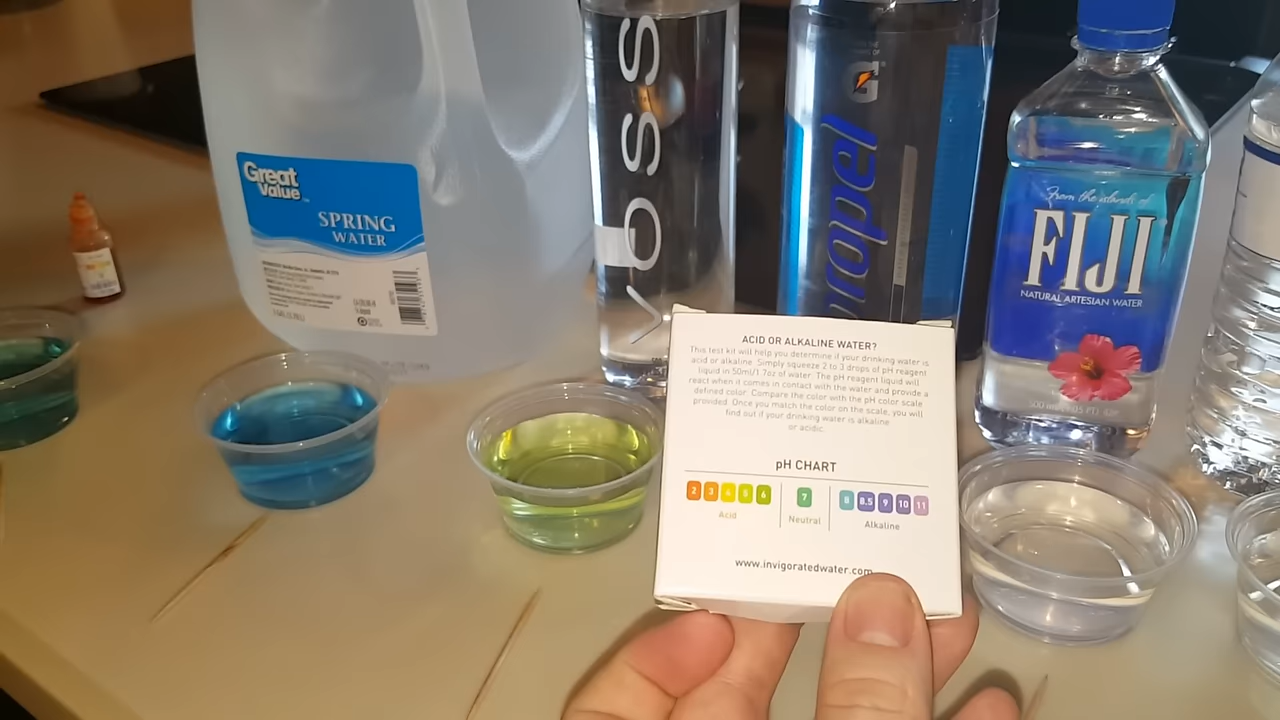 Great
Value
SPRING
WATER
VOSS
G
propel
From the islands of
FIJI
NATURAL ARTESIAN WATER
ACID OR ALKALINE WATER?
This test kit will help you determine if your drinking water is
acid or alkaline. Simply squeeze 2 to 3 drops of pH reagent
liquid in 50ml/1.7oz of water. The pH reagent liquid will
react when it comes in contact with the water and provide a
defined color. Compare the color with the pH color scale
provided. Once you match the color on the scale, you will
find out if your drinking water is alkaline
or acidic.
pH CHART
2 3 4 5 6 7 8 8.5 9 10 11
Acid Neutral Alkaline
www.invigoratedwater.com